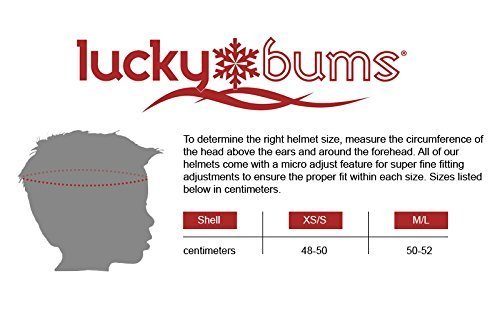 lucky bums®
To determine the right helmet size, measure the circumference of
the head above the ears and around the forehead. All of our
helmets come with a micro adjust feature for super fine fitting
adjustments to ensure the proper fit within each size. Sizes listed
below in centimeters.
Shell XS/S M/L
centimeters 48-50 50-52